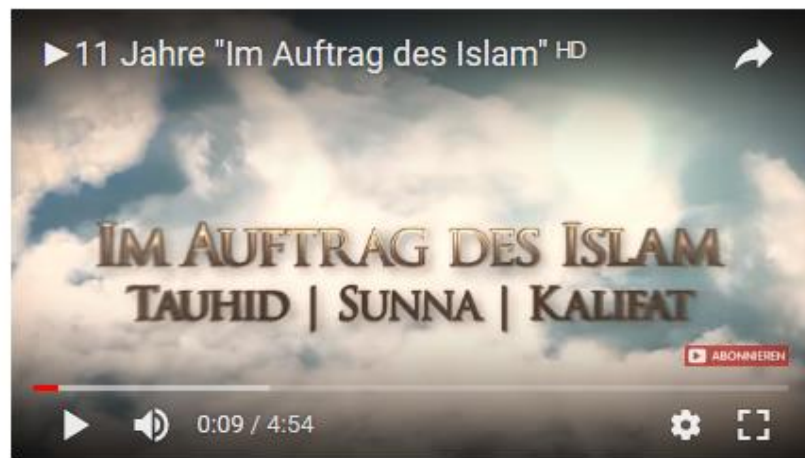 ►11 Jahre "Im Auftrag des Islam" HD
IM AUFTRAG DES ISLAM
TAUHID | SUNNA | KALIFAT
ABONNIEREN
0:09 / 4:54